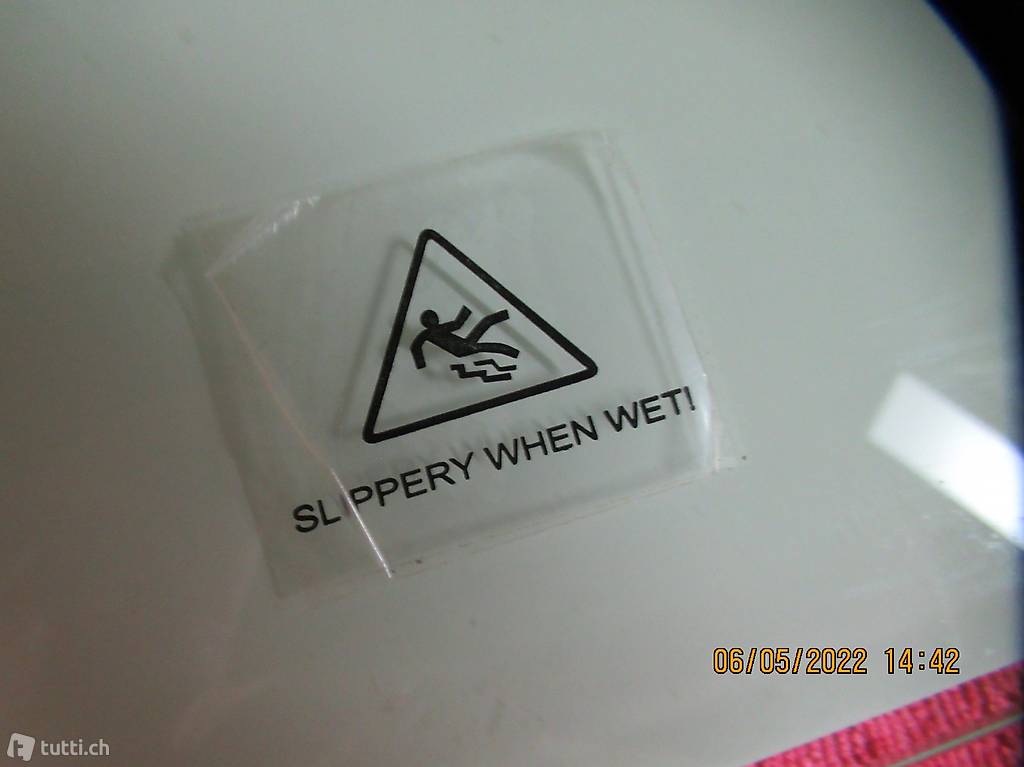 SLIPPERY WHEN WET!
06/05/2022 14:42
tutti.ch